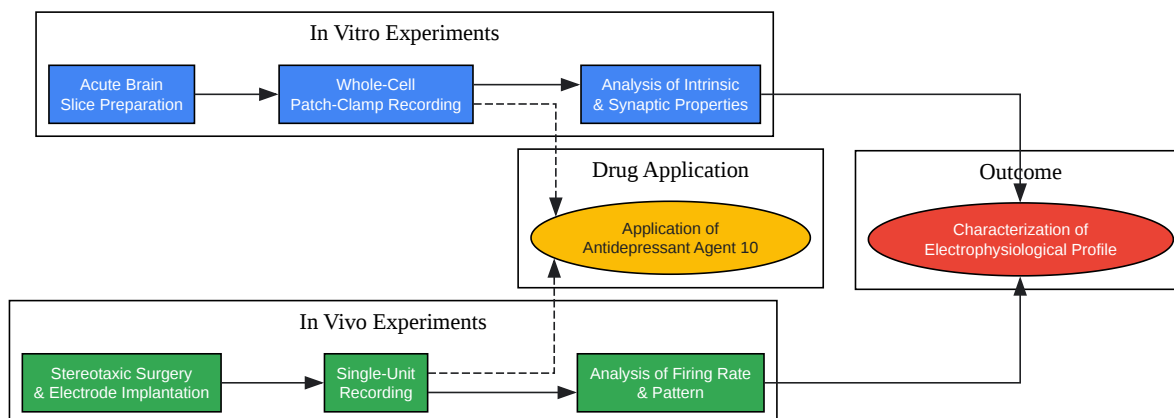 In Vitro Experiments
Acute Brain
Slice Preparation
Whole-Cell
Patch-Clamp Recording
Analysis of Intrinsic
& Synaptic Properties
Drug Application
Application of
Antidepressant Agent 10
Outcome
Characterization of
Electrophysiological Profile
In Vivo Experiments
Stereotaxic Surgery
& Electrode Implantation
Single-Unit
Recording
Analysis of Firing Rate
& Pattern